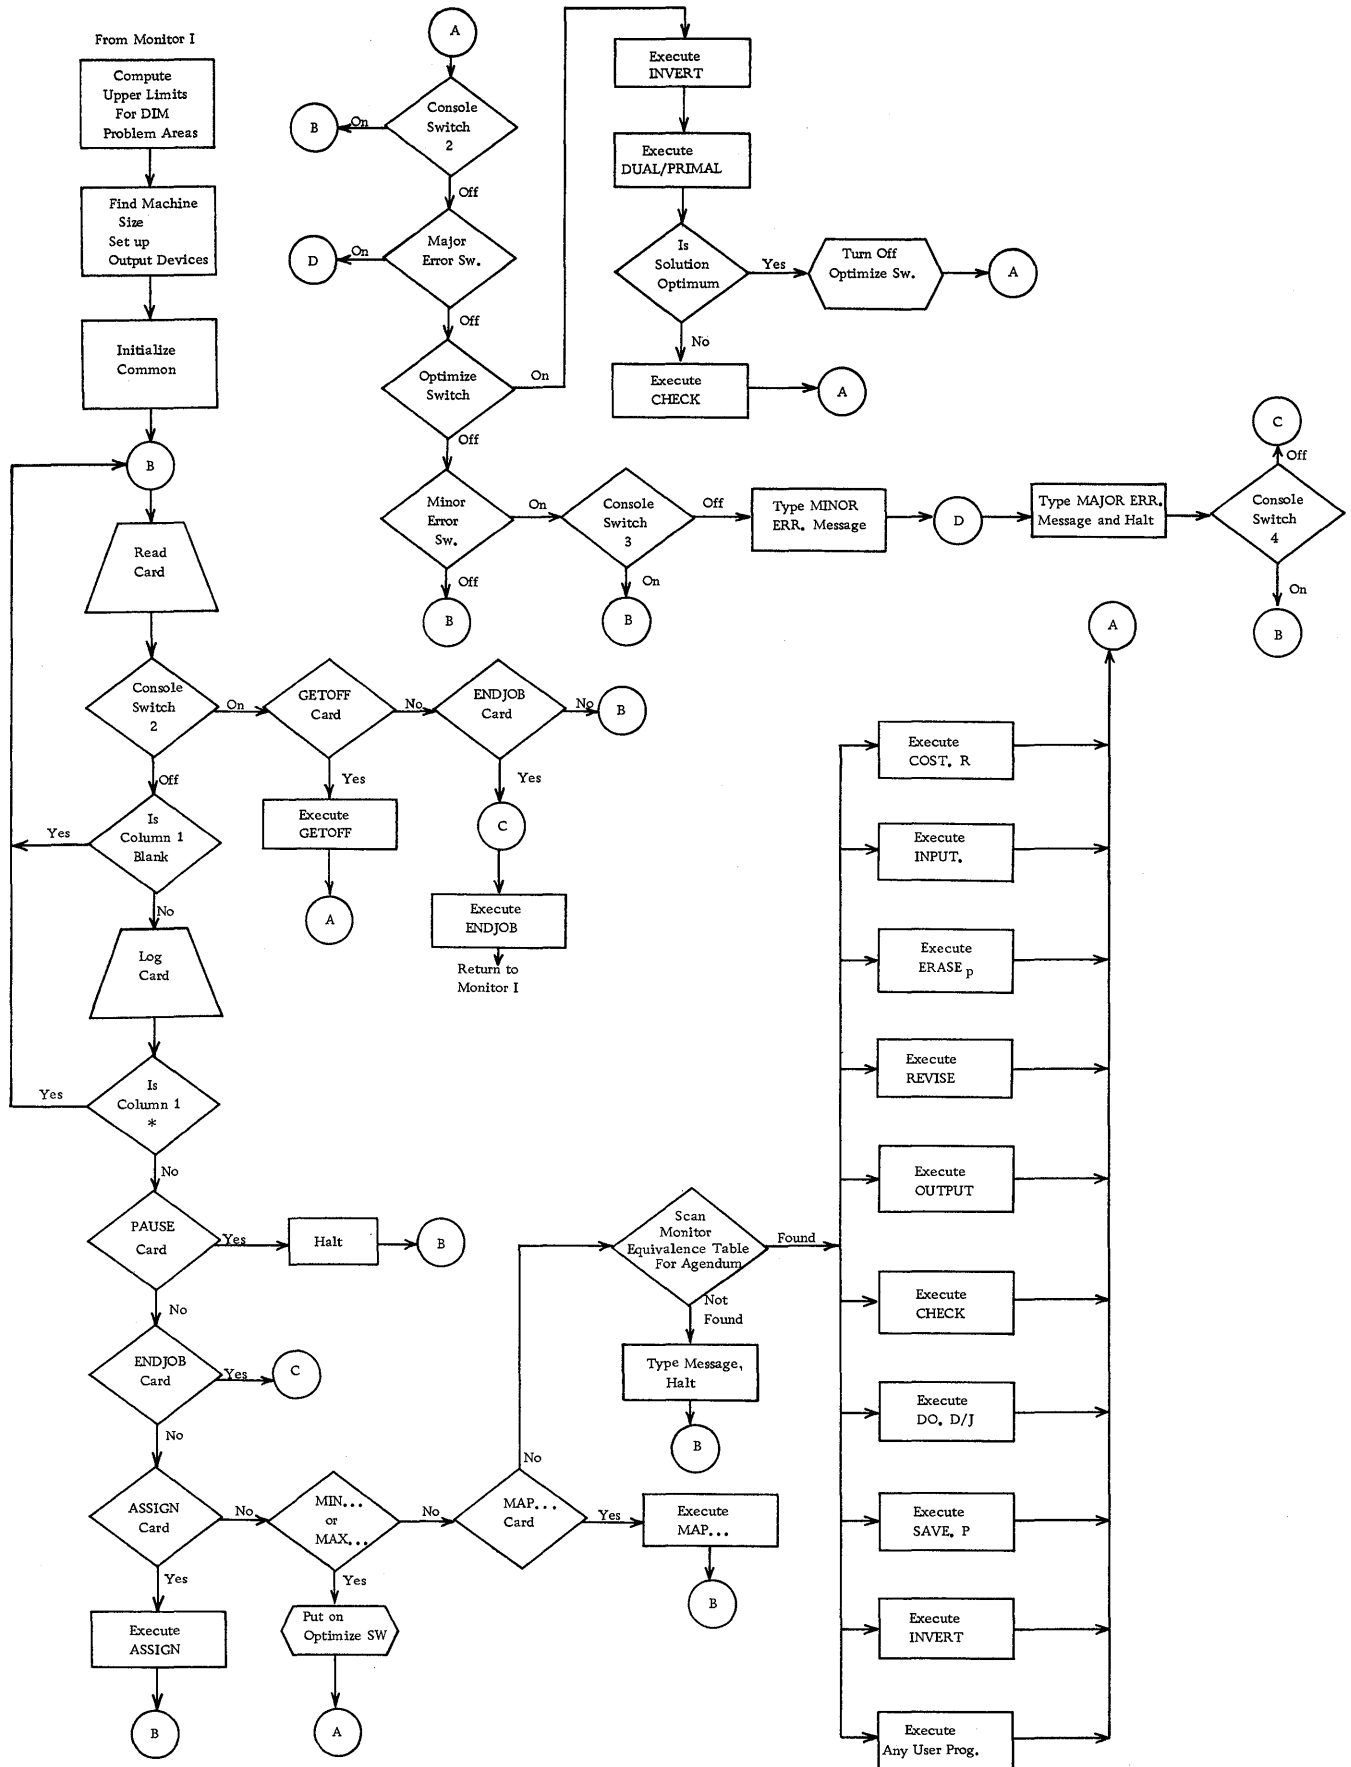 From Monitor I
Compute
Upper Limits
For DIM
Problem Areas
Find Machine
Size
Set up
Output Devices
Initialize
Common
B
Read
Card
Console
Switch
2
On
Off
GETOFF
Card
No
Yes
Execute
GETOFF
A
ENDJOB
Card
No
B
Yes
C
Execute
ENDJOB
Return to
Monitor I
Is
Column 1
Blank
Yes
No
Log
Card
Is
Column 1
*
Yes
No
PAUSE
Card
Yes
Halt
B
No
ENDJOB
Card
Yes
C
No
ASSIGN
Card
No
Yes
Execute
ASSIGN
B
MIN...
or
MAX...
No
Yes
Put on
Optimize SW
A
MAP...
Card
No
Yes
Execute
MAP...
B
Scan
Monitor
Equivalence Table
For Agendum
Found
Not
Found
Type Message,
Halt
B
A
Console
Switch
2
On
B
Off
Major
Error Sw.
On
D
Off
Optimize
Switch
On
Off
Minor
Error
Sw.
On
Off
B
Console
Switch
3
Off
On
B
Type MINOR
ERR. Message
D
Type MAJOR ERR.
Message and Halt
Console
Switch
4
Off
C
On
B
Execute
INVERT
Execute
DUAL/PRIMAL
Is
Solution
Optimum
Yes
Turn Off
Optimize Sw.
A
No
Execute
CHECK
A
A
Execute
COST. R
Execute
INPUT.
Execute
ERASE p
Execute
REVISE
Execute
OUTPUT
Execute
CHECK
Execute
DO. D/J
Execute
SAVE. P
Execute
INVERT
Execute
Any User Prog.